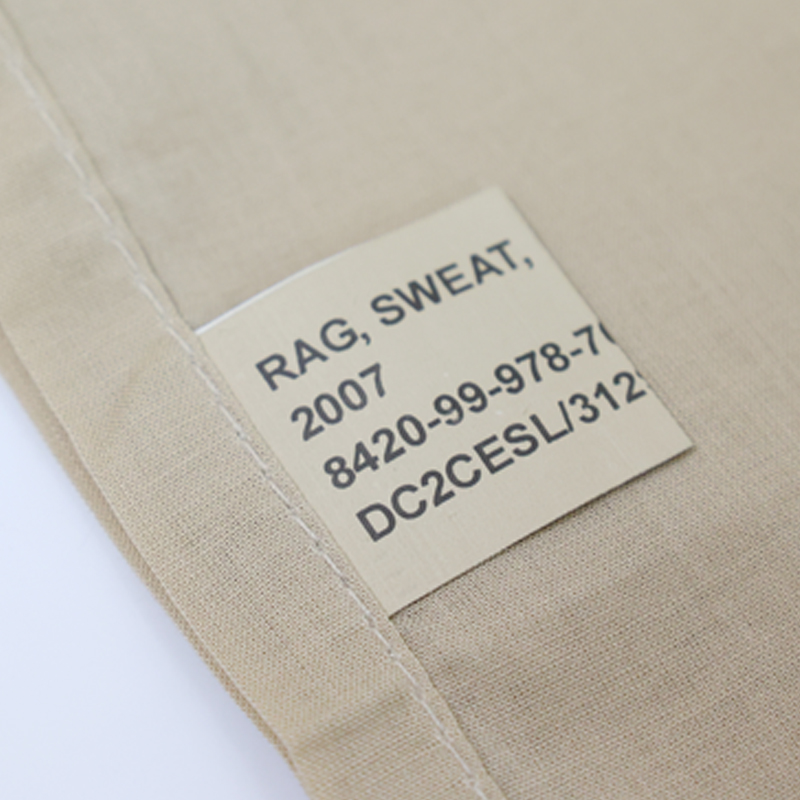 RAG, SWEAT,
2007
8420-99-978-7
DC2CESL/312